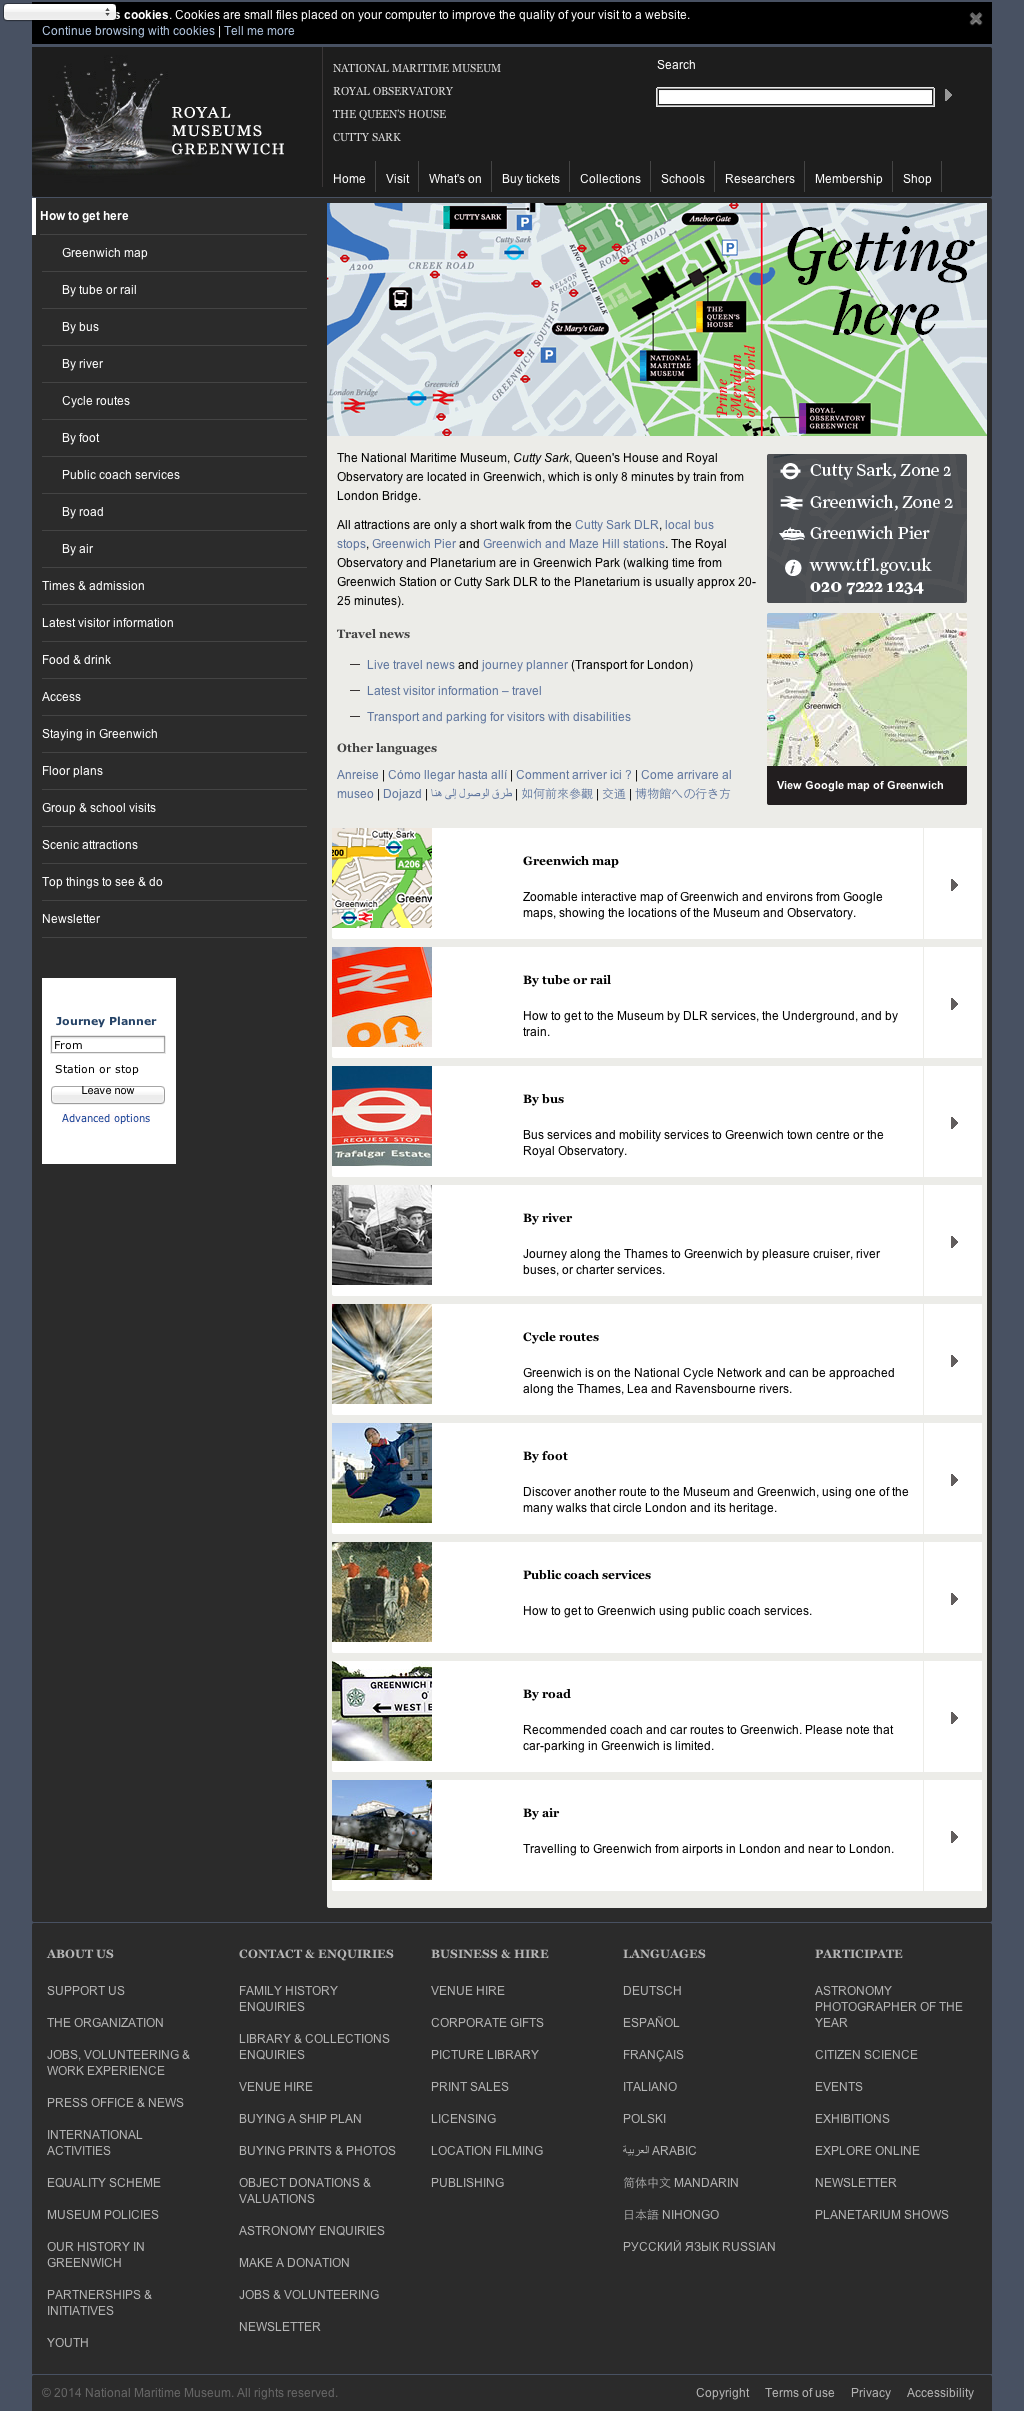 s cookies. Cookies are small files placed on your computer to improve the quality of your visit to a website.
Continue browsing with cookies | Tell me more
ROYAL
MUSEUMS
GREENWICH
NATIONAL MARITIME MUSEUM
ROYAL OBSERVATORY
THE QUEEN'S HOUSE
CUTTY SARK
Search
Home
Visit
What's on
Buy tickets
Collections
Schools
Researchers
Membership
Shop
How to get here
Greenwich map
By tube or rail
By bus
By river
Cycle routes
By foot
Public coach services
By road
By air
Times & admission
Latest visitor information
Food & drink
Access
Staying in Greenwich
Floor plans
Group & school visits
Scenic attractions
Top things to see & do
Newsletter
Journey Planner
From
Station or stop
Leave now
Advanced options
Getting
here
CUTTY SARK
Cutty Sark
P
Anchor Gate
P
A200
CREEK ROAD
ROMNEY ROAD
KING WILLIAM WALK
NELSON ROAD
GREENWICH SOUTH ST
St Mary's Gate
P
THE QUEEN'S HOUSE
NATIONAL MARITIME MUSEUM
Prime Meridian of the World
London Bridge
Greenwich
ROYAL OBSERVATORY GREENWICH
The National Maritime Museum, Cutty Sark, Queen's House and Royal
Observatory are located in Greenwich, which is only 8 minutes by train from
London Bridge.
All attractions are only a short walk from the Cutty Sark DLR, local bus
stops, Greenwich Pier and Greenwich and Maze Hill stations. The Royal
Observatory and Planetarium are in Greenwich Park (walking time from
Greenwich Station or Cutty Sark DLR to the Planetarium is usually approx 20-
25 minutes).
Travel news
— Live travel news and journey planner (Transport for London)
— Latest visitor information – travel
— Transport and parking for visitors with disabilities
Other languages
Anreise | Cómo llegar hasta allí | Comment arriver ici ? | Come arrivare al
museo | Dojazd | طرق الوصول إلى هنا | 如何前來參觀 | 交通 | 博物館への行き方
Cutty Sark, Zone 2
Greenwich, Zone 2
Greenwich Pier
www.tfl.gov.uk
020 7222 1234
Cutty Sark
University of Greenwich
National Maritime Museum
Greenwich
View Google map of Greenwich
Cutty Sark
200
A206
Greenwich
Greenw
Greenwich map
Zoomable interactive map of Greenwich and environs from Google
maps, showing the locations of the Museum and Observatory.
By tube or rail
How to get to the Museum by DLR services, the Underground, and by
train.
REQUEST STOP
Trafalgar Estate
By bus
Bus services and mobility services to Greenwich town centre or the
Royal Observatory.
By river
Journey along the Thames to Greenwich by pleasure cruiser, river
buses, or charter services.
Cycle routes
Greenwich is on the National Cycle Network and can be approached
along the Thames, Lea and Ravensbourne rivers.
By foot
Discover another route to the Museum and Greenwich, using one of the
many walks that circle London and its heritage.
Public coach services
How to get to Greenwich using public coach services.
GREENWICH M
0°
WEST E
By road
Recommended coach and car routes to Greenwich. Please note that
car-parking in Greenwich is limited.
By air
Travelling to Greenwich from airports in London and near to London.
ABOUT US
SUPPORT US
THE ORGANIZATION
JOBS, VOLUNTEERING &
WORK EXPERIENCE
PRESS OFFICE & NEWS
INTERNATIONAL
ACTIVITIES
EQUALITY SCHEME
MUSEUM POLICIES
OUR HISTORY IN
GREENWICH
PARTNERSHIPS &
INITIATIVES
YOUTH
CONTACT & ENQUIRIES
FAMILY HISTORY
ENQUIRIES
LIBRARY & COLLECTIONS
ENQUIRIES
VENUE HIRE
BUYING A SHIP PLAN
BUYING PRINTS & PHOTOS
OBJECT DONATIONS &
VALUATIONS
ASTRONOMY ENQUIRIES
MAKE A DONATION
JOBS & VOLUNTEERING
NEWSLETTER
BUSINESS & HIRE
VENUE HIRE
CORPORATE GIFTS
PICTURE LIBRARY
PRINT SALES
LICENSING
LOCATION FILMING
PUBLISHING
LANGUAGES
DEUTSCH
ESPAÑOL
FRANÇAIS
ITALIANO
POLSKI
العربية ARABIC
简体中文 MANDARIN
日本語 NIHONGO
РУССКИЙ ЯЗЫК RUSSIAN
PARTICIPATE
ASTRONOMY
PHOTOGRAPHER OF THE
YEAR
CITIZEN SCIENCE
EVENTS
EXHIBITIONS
EXPLORE ONLINE
NEWSLETTER
PLANETARIUM SHOWS
© 2014 National Maritime Museum. All rights reserved.
Copyright
Terms of use
Privacy
Accessibility